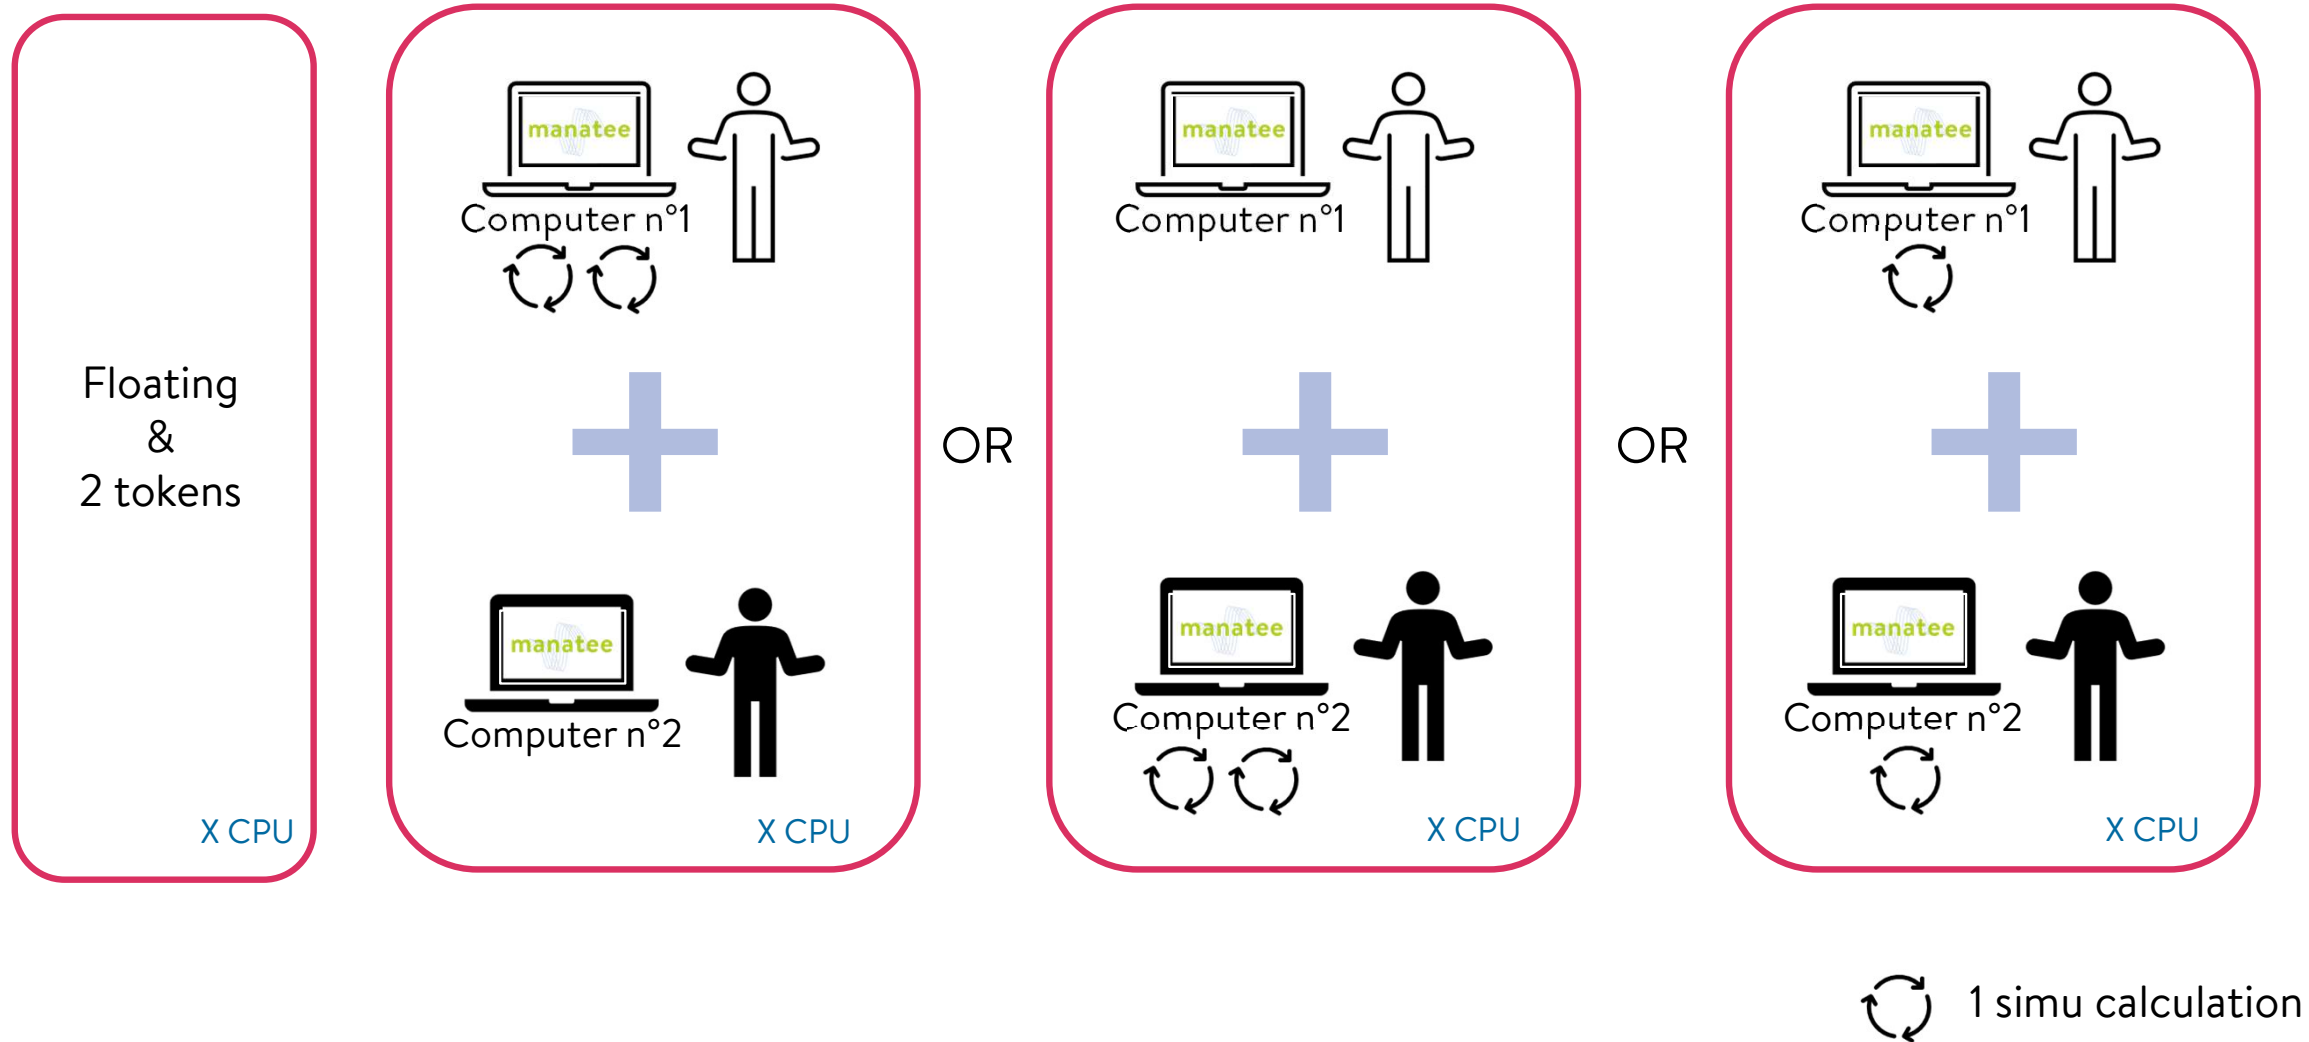 Floating
&
2 tokens
X CPU
manatee
Computer n°1
manatee
Computer n°2
X CPU
OR
manatee
Computer n°1
manatee
Computer n°2
X CPU
OR
manatee
Computer n°1
manatee
Computer n°2
X CPU
1 simu calculation